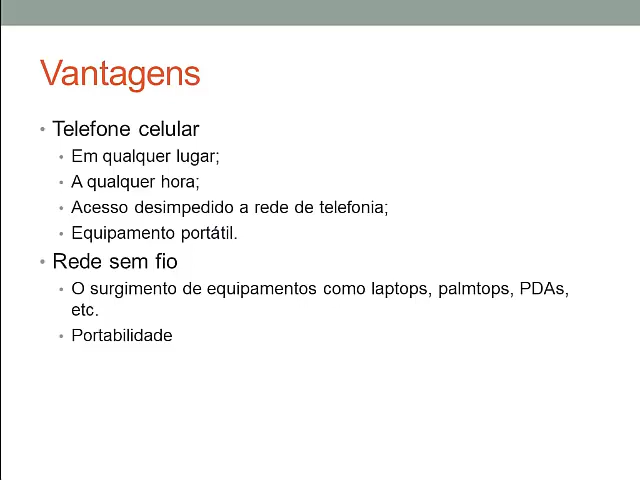 Vantagens
• Telefone celular
• Em qualquer lugar;
• A qualquer hora;
• Acesso desimpedido a rede de telefonia;
• Equipamento portátil.
• Rede sem fio
• O surgimento de equipamentos como laptops, palmtops, PDAs,
etc.
• Portabilidade